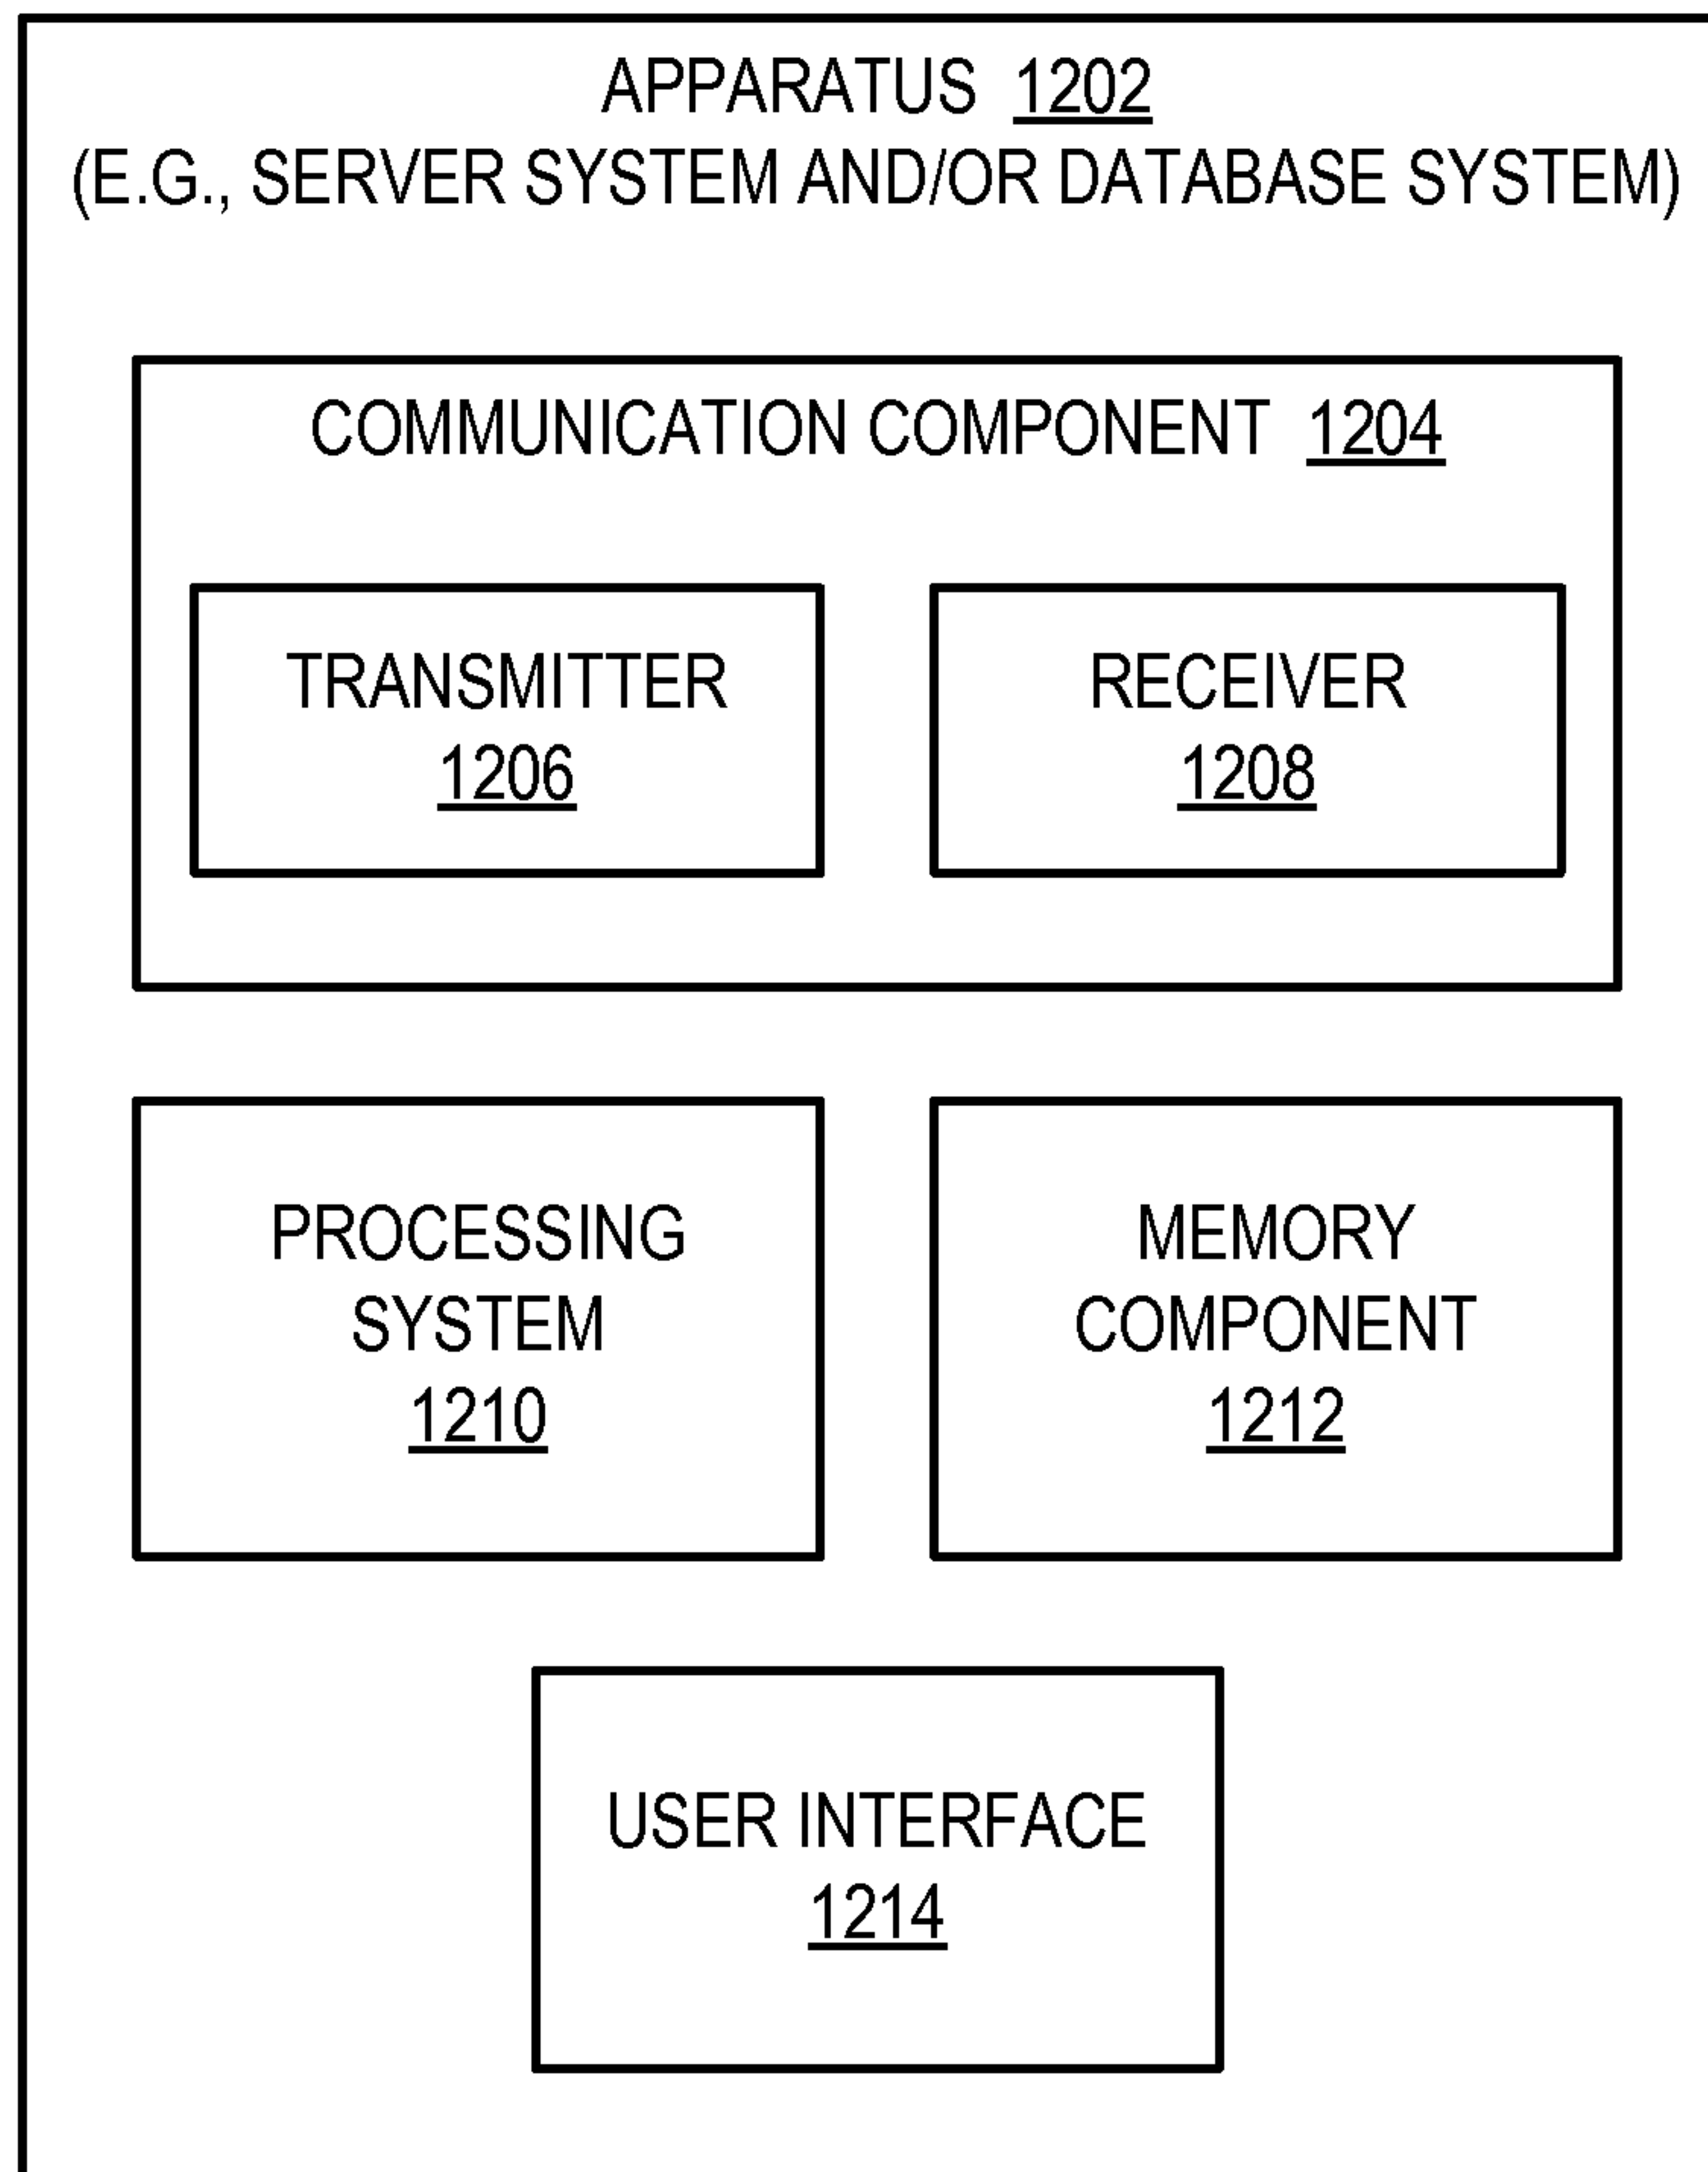 APPARATUS 1202
(E.G., SERVER SYSTEM AND/OR DATABASE SYSTEM)
COMMUNICATION COMPONENT 1204
TRANSMITTER
1206
RECEIVER
1208
PROCESSING
SYSTEM
1210
MEMORY
COMPONENT
1212
USER INTERFACE
1214